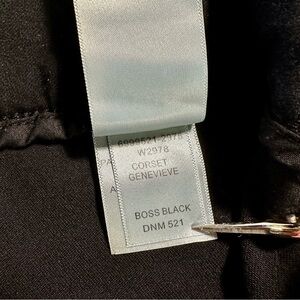 W2978
CORSET
GENEVIEVE
BOSS BLACK
DNM 521